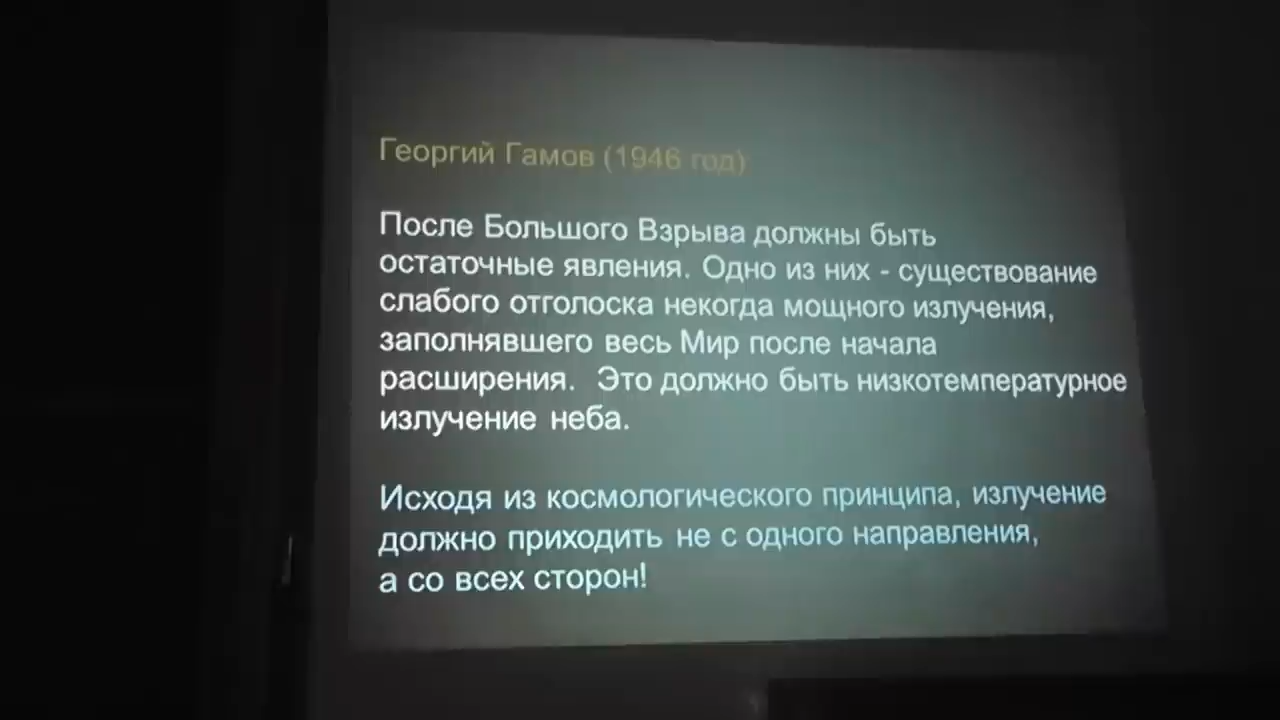 Георгий Гамов (1946 год)
После Большого Взрыва должны быть
остаточные явления. Одно из них - существование
слабого отголоска некогда мощного излучения,
заполнявшего весь Мир после начала
расширения. Это должно быть низкотемпературное
излучение неба.
Исходя из космологического принципа, излучение
должно приходить не с одного направления,
а со всех сторон!